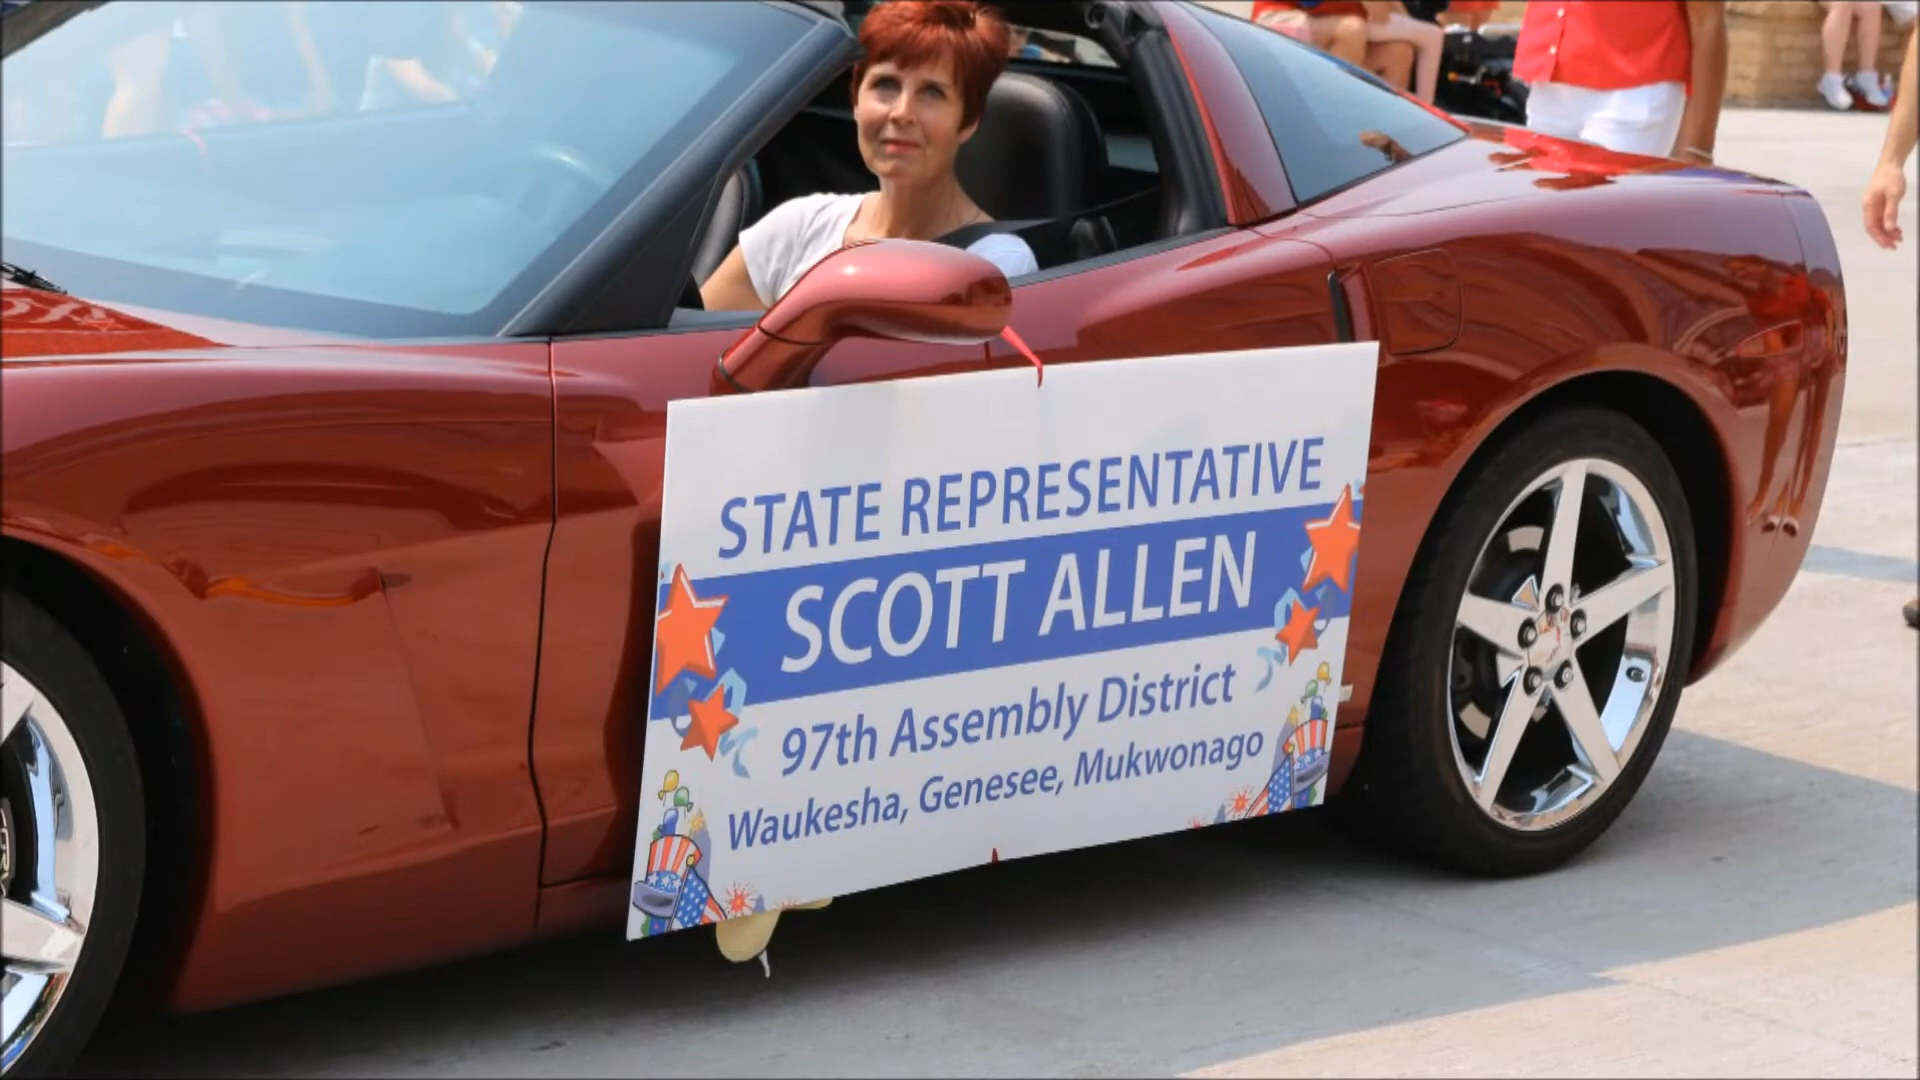 STATE REPRESENTATIVE
SCOTT ALLEN
97th Assembly District
Waukesha, Genesee, Mukwonago